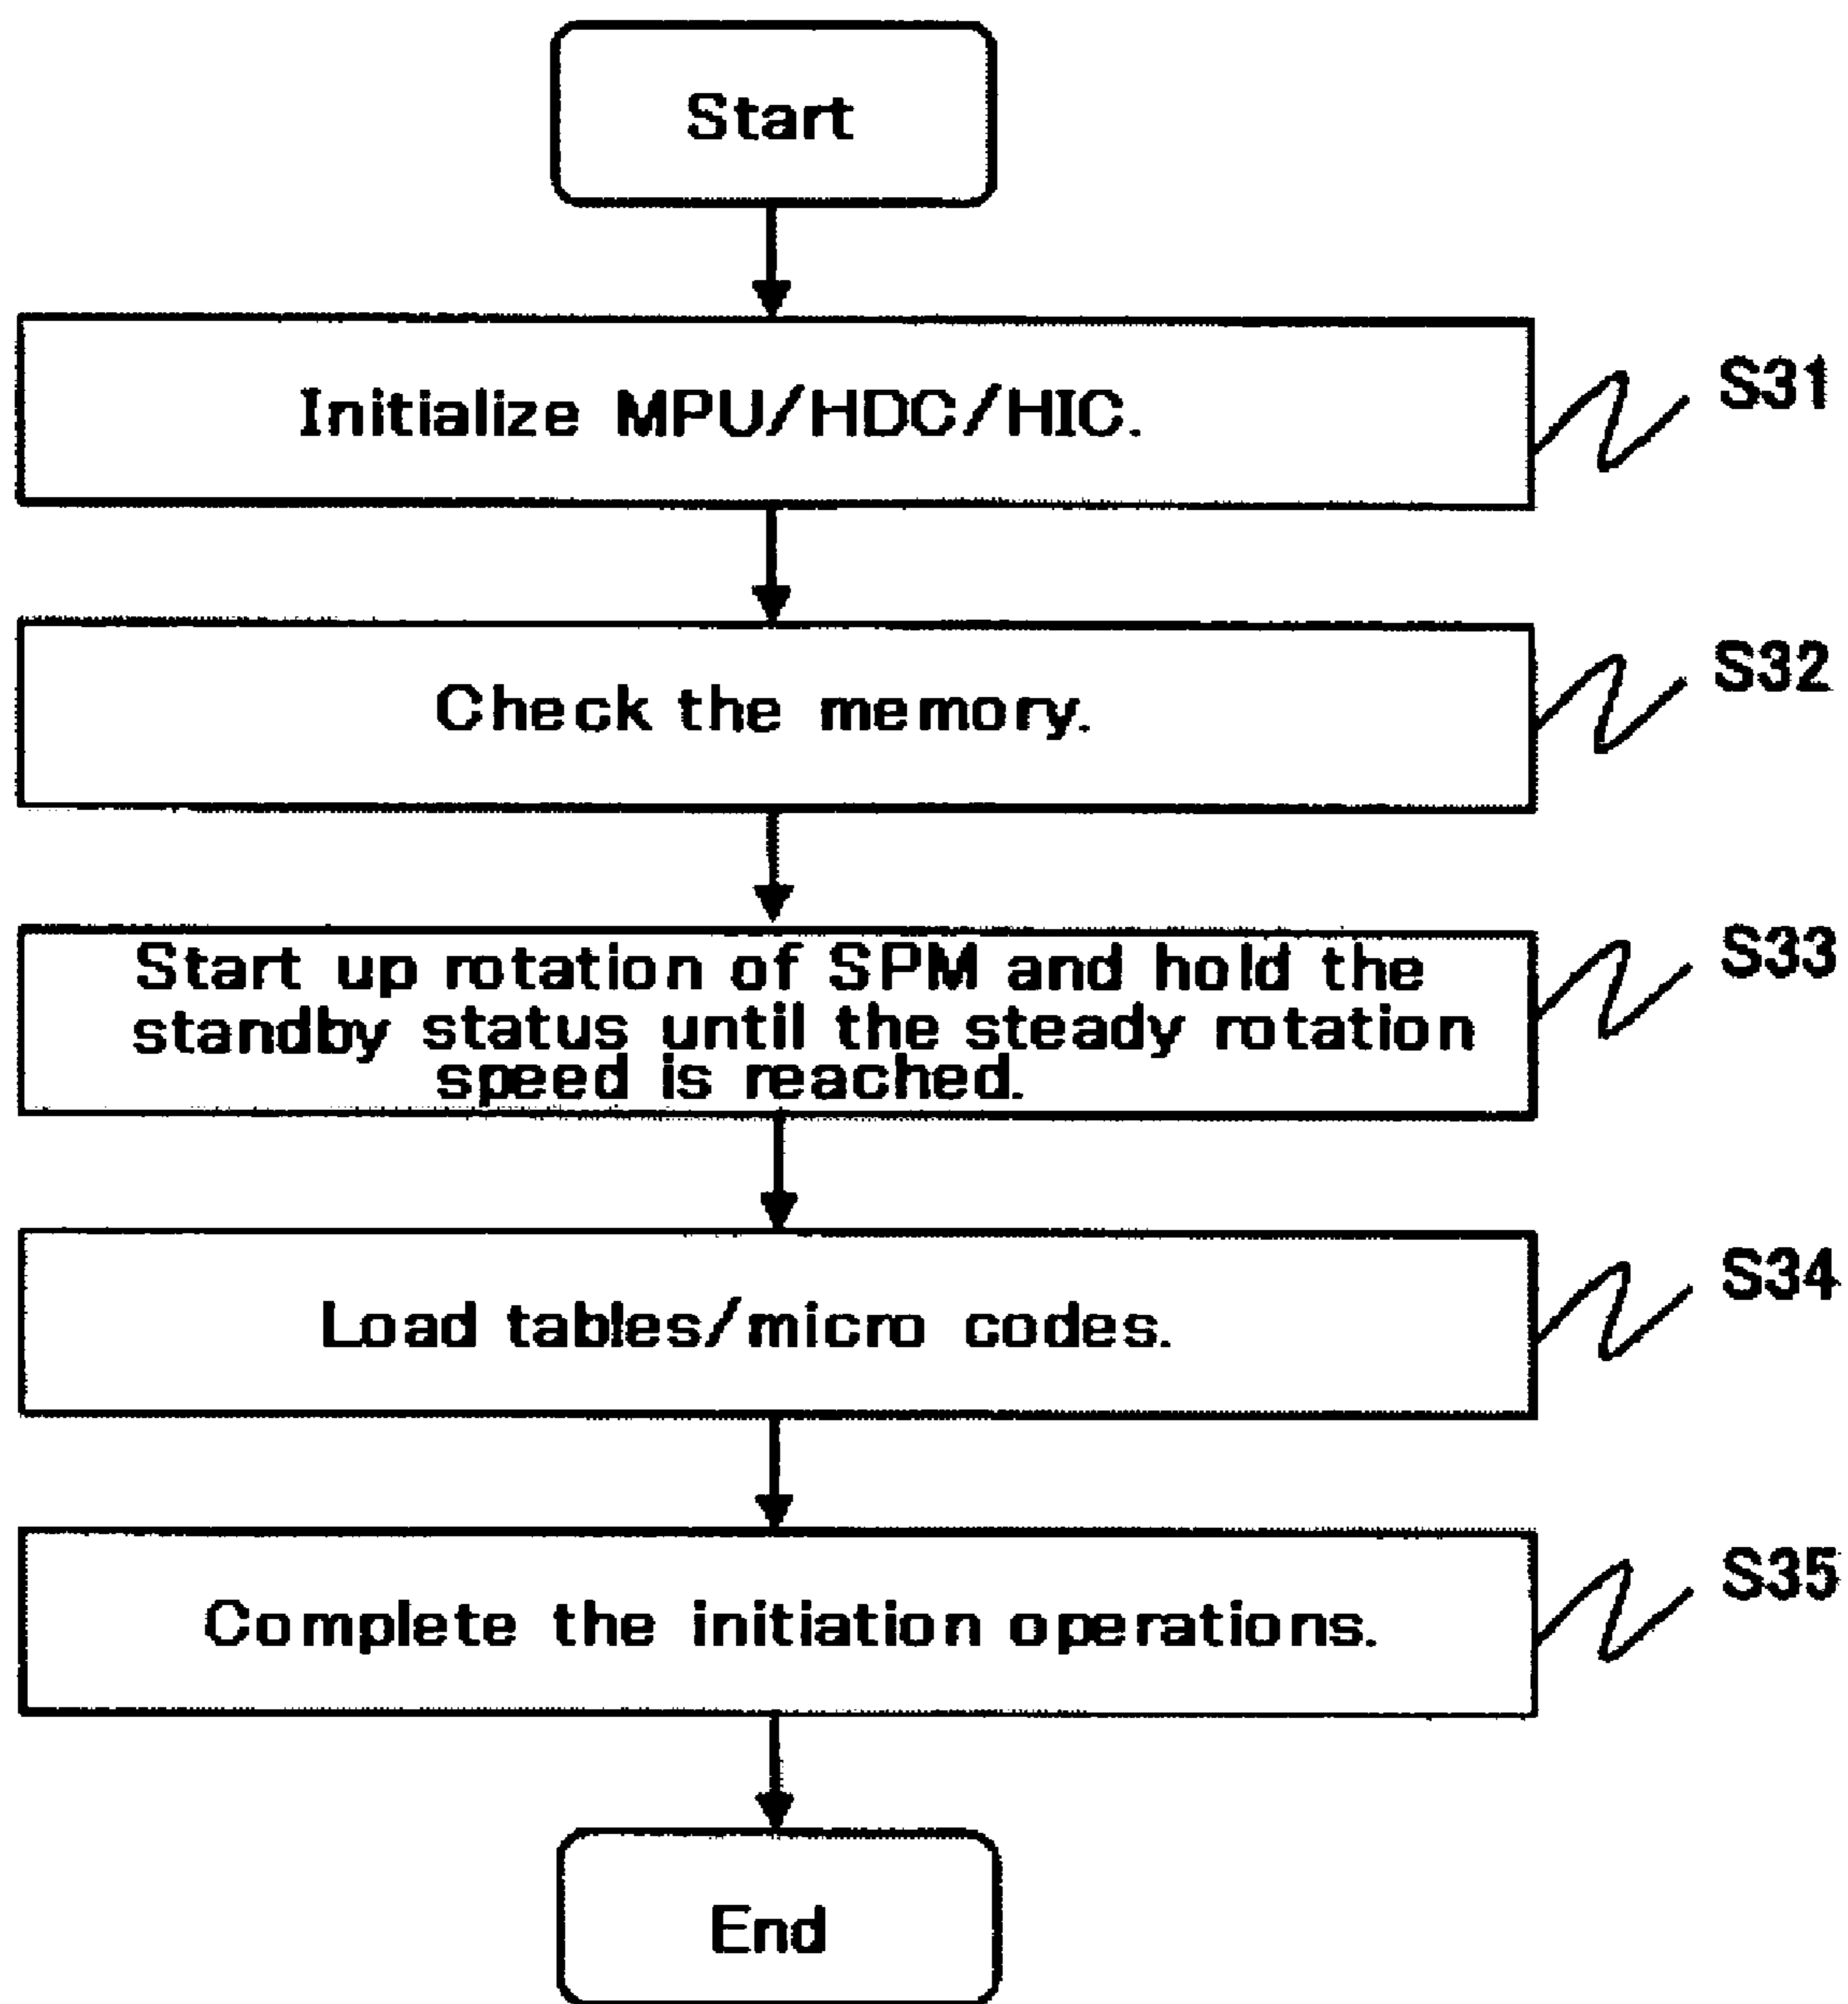 Start
Initialize MPU/HDC/HIC.
S31
Check the memory.
S32
Start up rotation of SPM and hold the
standby status until the steady rotation
speed is reached.
S33
Load tables/micro codes.
S34
Complete the initiation operations.
S35
End